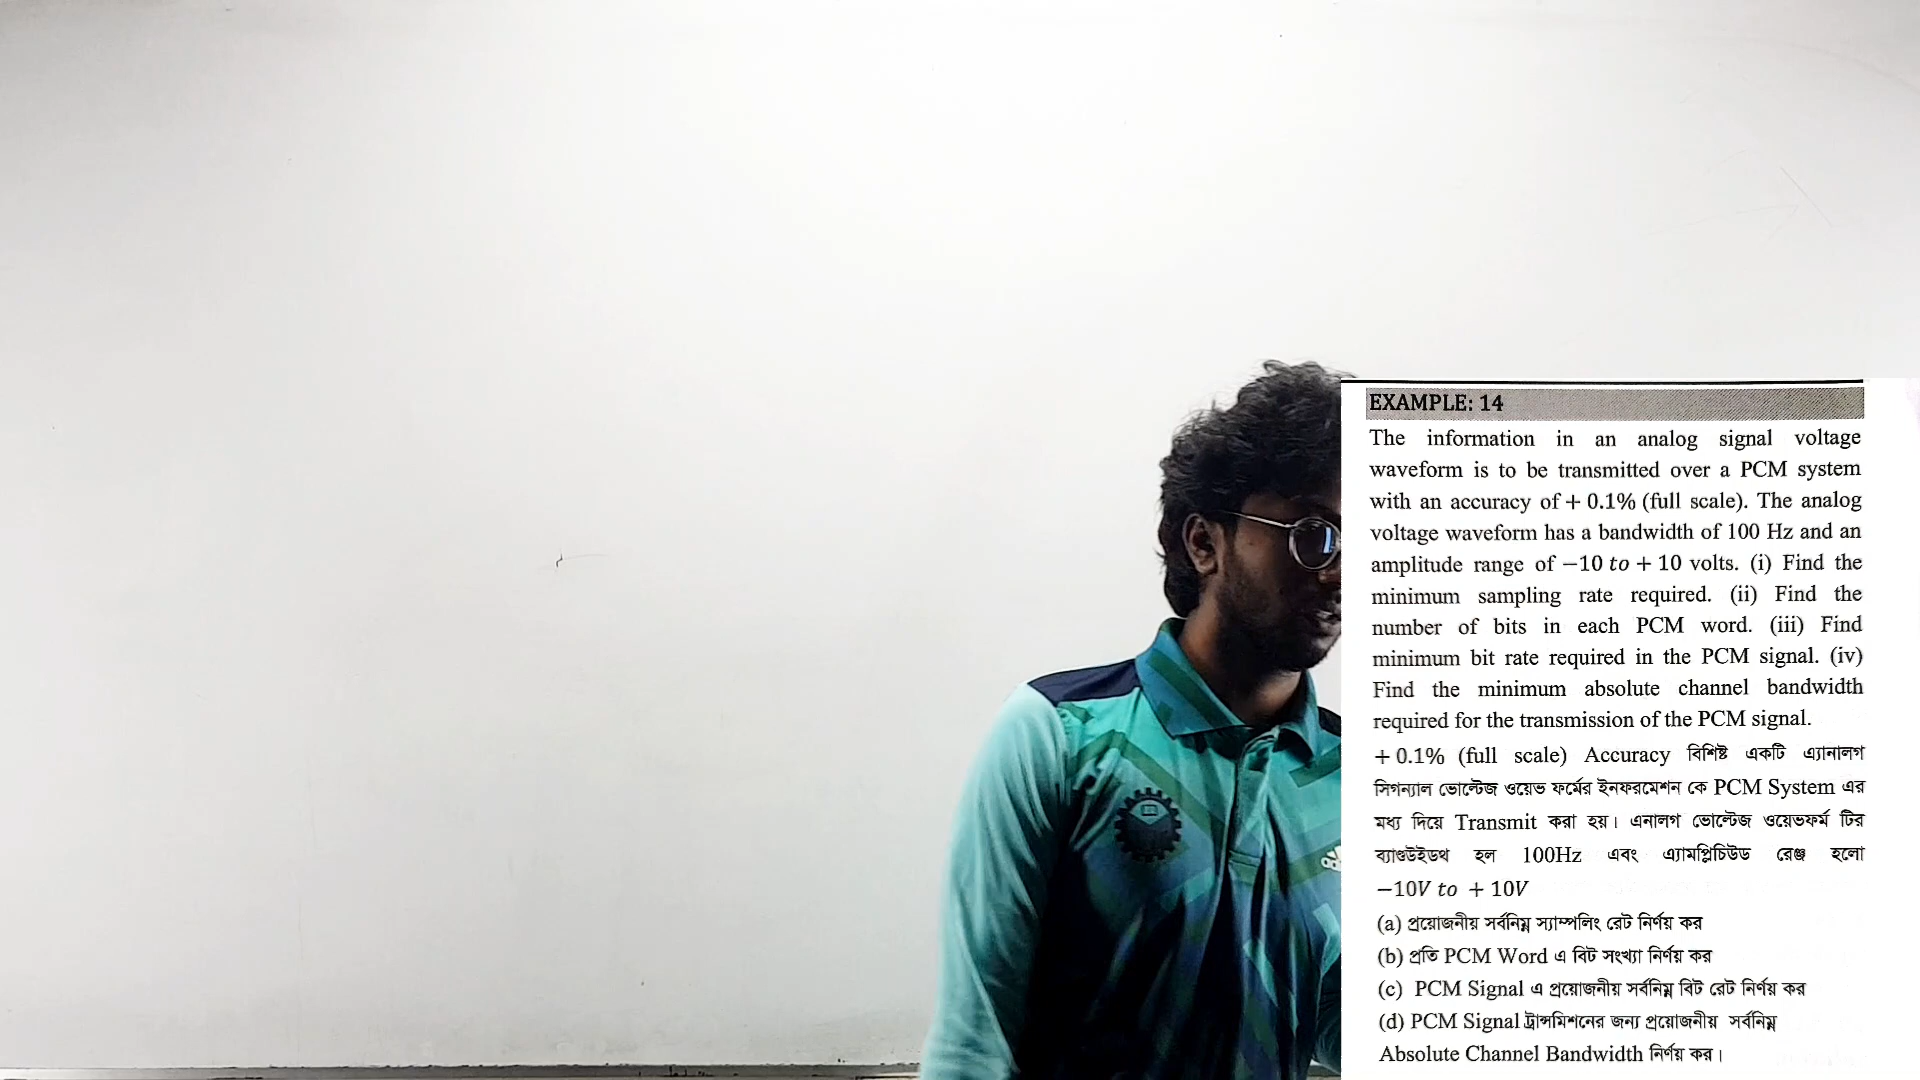 EXAMPLE: 14
The information in an analog signal voltage
waveform is to be transmitted over a PCM system
with an accuracy of + 0.1% (full scale). The analog
voltage waveform has a bandwidth of 100 Hz and an
amplitude range of −10 to + 10 volts. (i) Find the
minimum sampling rate required. (ii) Find the
number of bits in each PCM word. (iii) Find
minimum bit rate required in the PCM signal. (iv)
Find the minimum absolute channel bandwidth
required for the transmission of the PCM signal.
+ 0.1% (full scale) Accuracy বিশিষ্ট একটি এ্যানালগ
সিগন্যাল ভোল্টেজ ওয়েভ ফর্মের ইনফরমেশন কে PCM System এর
মধ্য দিয়ে Transmit করা হয়। এনালগ ভোল্টেজ ওয়েভফর্ম টির
ব্যাণ্ডউইডথ হল 100Hz এবং এ্যামপ্লিচিউড রেঞ্জ হলো
−10V to + 10V
(a) প্রয়োজনীয় সর্বনিম্ন স্যাম্পলিং রেট নির্ণয় কর
(b) প্রতি PCM Word এ বিট সংখ্যা নির্ণয় কর
(c) PCM Signal এ প্রয়োজনীয় সর্বনিম্ন বিট রেট নির্ণয় কর
(d) PCM Signal ট্রান্সমিশনের জন্য প্রয়োজনীয় সর্বনিম্ন
Absolute Channel Bandwidth নির্ণয় কর।